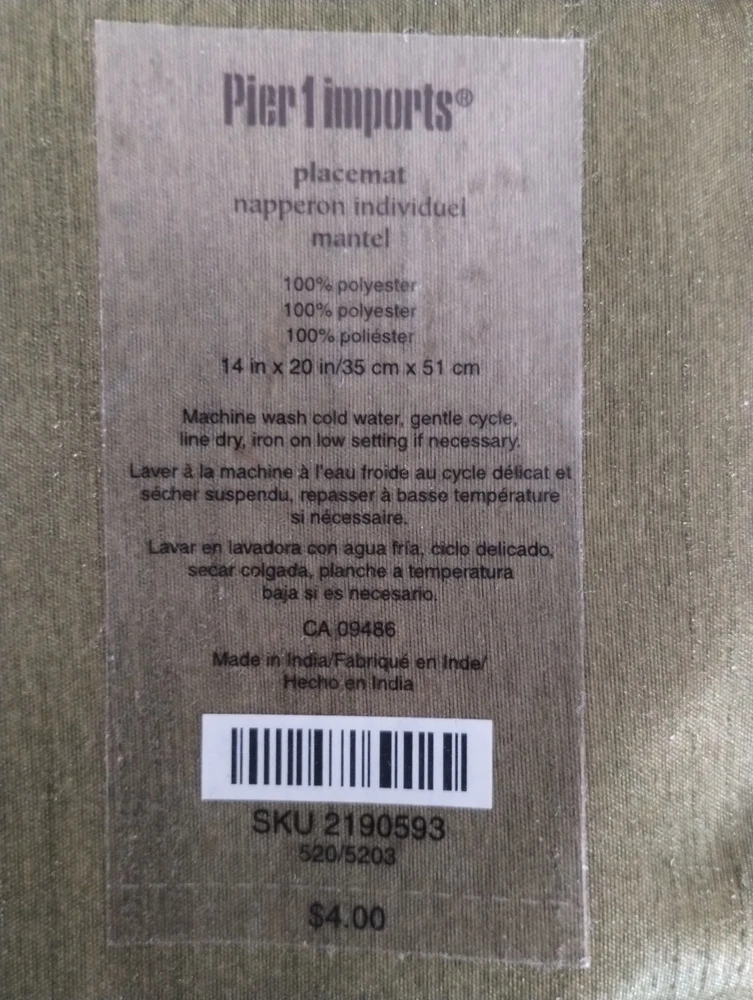 Pier 1 imports®
placemat
napperon individuel
mantel
100% polyester
100% polyester
100% poliéster
14 in x 20 in/35 cm x 51 cm
Machine wash cold water, gentle cycle,
line dry, iron on low setting if necessary.
Laver à la machine à l'eau froide au cycle délicat et
sécher suspendu, repasser à basse température
si nécessaire.
Lavar en lavadora con agua fría, ciclo delicado,
secar colgada, planche a temperatura
baja si es necesario.
CA 09486
Made in India/Fabriqué en Inde/
Hecho en India
SKU 2190593
520/5203
$4.00